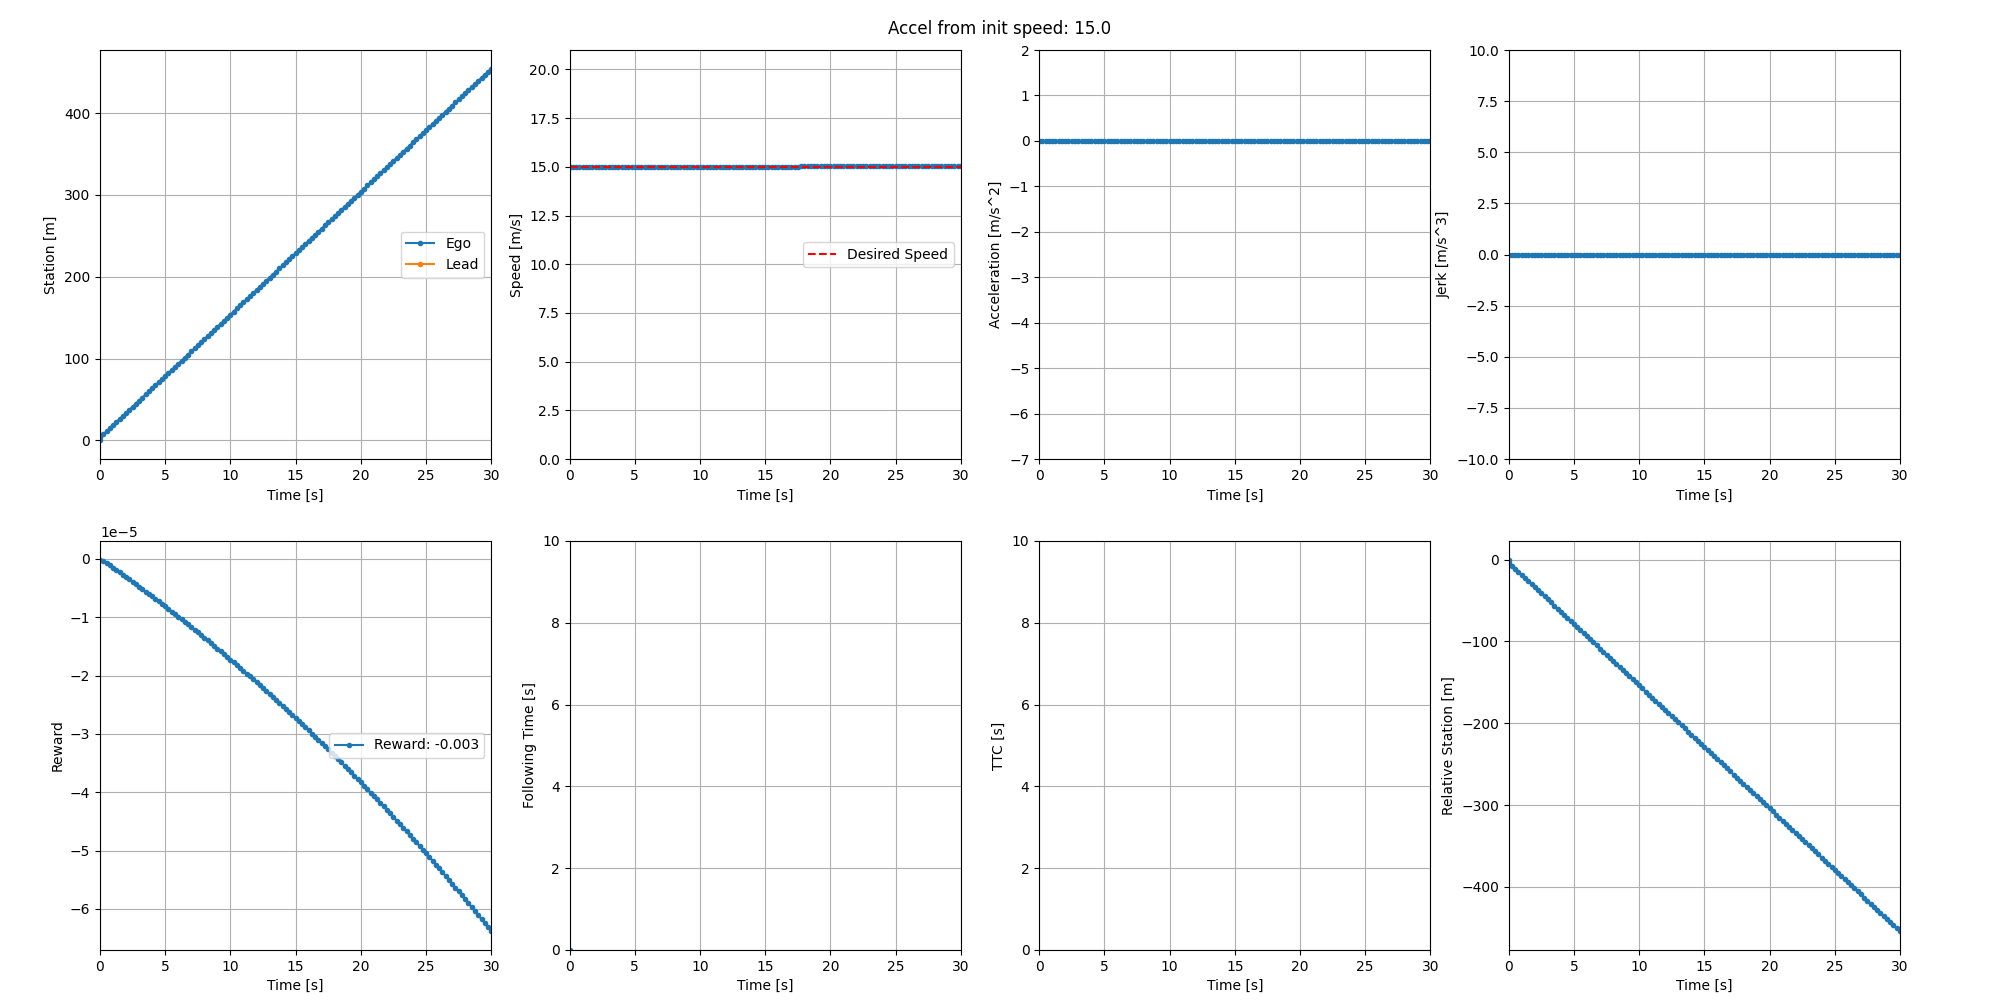 Accel from init speed: 15.0
400
300
200
100
0
Station [m]
Ego
Lead
0 5 10 15 20 25 30
Time [s]
20.0
17.5
15.0
12.5
10.0
7.5
5.0
2.5
0.0
Speed [m/s]
Desired Speed
0 5 10 15 20 25 30
Time [s]
2
1
0
−1
−2
−3
−4
−5
−6
−7
Acceleration [m/s^2]
0 5 10 15 20 25 30
Time [s]
10.0
7.5
5.0
2.5
0.0
−2.5
−5.0
−7.5
−10.0
Jerk [m/s^3]
0 5 10 15 20 25 30
Time [s]
1e−5
0
−1
−2
−3
−4
−5
−6
Reward
Reward: -0.003
0 5 10 15 20 25 30
Time [s]
10
8
6
4
2
0
Following Time [s]
0 5 10 15 20 25 30
Time [s]
10
8
6
4
2
0
TTC [s]
0 5 10 15 20 25 30
Time [s]
0
−100
−200
−300
−400
Relative Station [m]
0 5 10 15 20 25 30
Time [s]